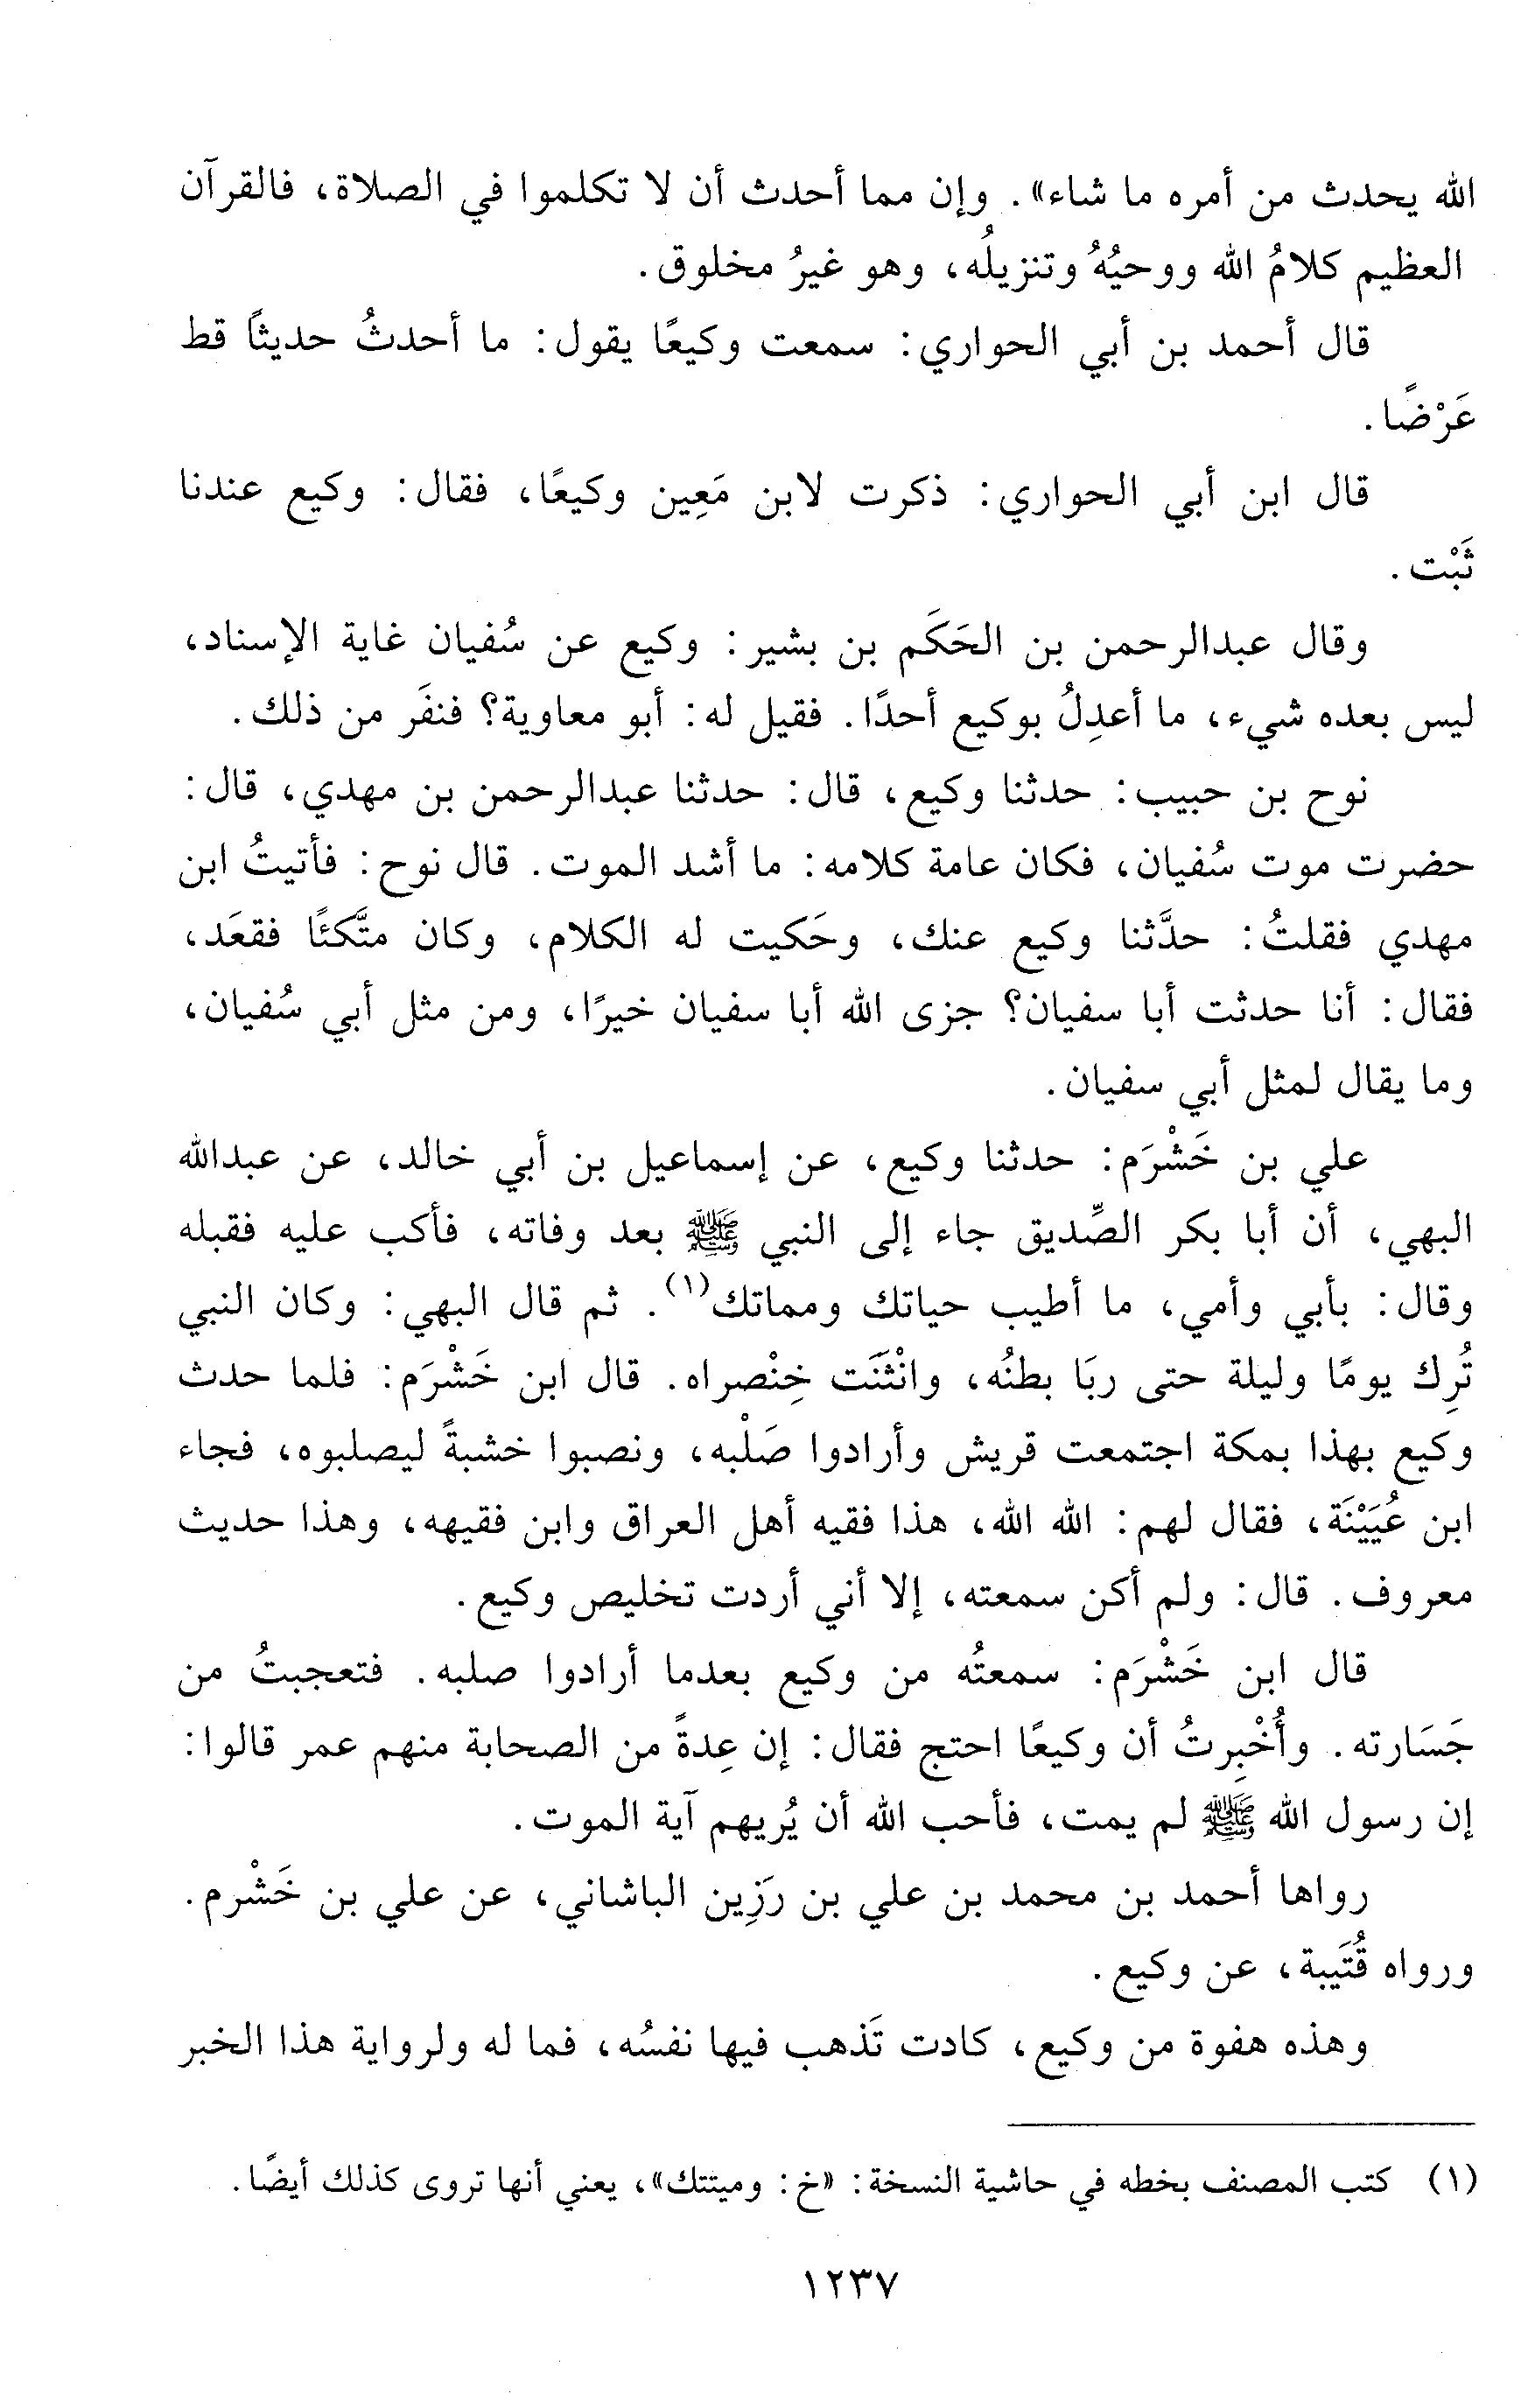 الله يحدث من أمره ما شاء». وإن مما أحدث أن لا تكلموا في الصلاة، فالقرآن
العظيم كلامُ الله ووحيُهُ وتنزيلُه، وهو غيرُ مخلوق.
قال أحمد بن أبي الحواري: سمعت وكيعًا يقول: ما أحدثُ حديثًا قط
عَرْضًا.
قال ابن أبي الحواري: ذكرت لابن مَعِين وكيعًا، فقال: وكيع عندنا
ثَبْت.
وقال عبدالرحمن بن الحَكَم بن بشير: وكيع عن سُفيان غاية الإسناد،
ليس بعده شيء، ما أعدِلُ بوكيع أحدًا. فقيل له: أبو معاوية؟ فنفَر من ذلك.
نوح بن حبيب: حدثنا وكيع، قال: حدثنا عبدالرحمن بن مهدي، قال:
حضرت موت سُفيان، فكان عامة كلامه: ما أشد الموت. قال نوح: فأتيتُ ابن
مهدي فقلتُ: حدَّثنا وكيع عنك، وحَكيت له الكلام، وكان متَّكئًا فقعَد،
فقال: أنا حدثت أبا سفيان؟ جزى الله أبا سفيان خيرًا، ومن مثل أبي سُفيان،
وما يقال لمثل أبي سفيان.
علي بن خَشْرَم: حدثنا وكيع، عن إسماعيل بن أبي خالد، عن عبدالله
البهي، أن أبا بكر الصِّديق جاء إلى النبي ﷺ بعد وفاته، فأكب عليه فقبله
وقال: بأبي وأمي، ما أطيب حياتك ومماتك(١). ثم قال البهي: وكان النبي
تُرِك يومًا وليلة حتى ربَا بطنُه، وانْثَنَت خِنْصراه. قال ابن خَشْرَم: فلما حدث
وكيع بهذا بمكة اجتمعت قريش وأرادوا صَلْبه، ونصبوا خشبةً ليصلبوه، فجاء
ابن عُيَيْنَة، فقال لهم: الله الله، هذا فقيه أهل العراق وابن فقيهه، وهذا حديث
معروف. قال: ولم أكن سمعته، إلا أني أردت تخليص وكيع.
قال ابن خَشْرَم: سمعتُه من وكيع بعدما أرادوا صلبه. فتعجبتُ من
جَسَارته. وأُخْبِرتُ أن وكيعًا احتج فقال: إن عِدةً من الصحابة منهم عمر قالوا:
إن رسول الله ﷺ لم يمت، فأحب الله أن يُريهم آية الموت.
رواها أحمد بن محمد بن علي بن رَزِين الباشاني، عن علي بن خَشْرم.
ورواه قُتَيبة، عن وكيع.
وهذه هفوة من وكيع، كادت تَذهب فيها نفسُه، فما له ولرواية هذا الخبر
(١) كتب المصنف بخطه في حاشية النسخة: «خ: وميتتك»، يعني أنها تروى كذلك أيضًا.
١٢٣٧